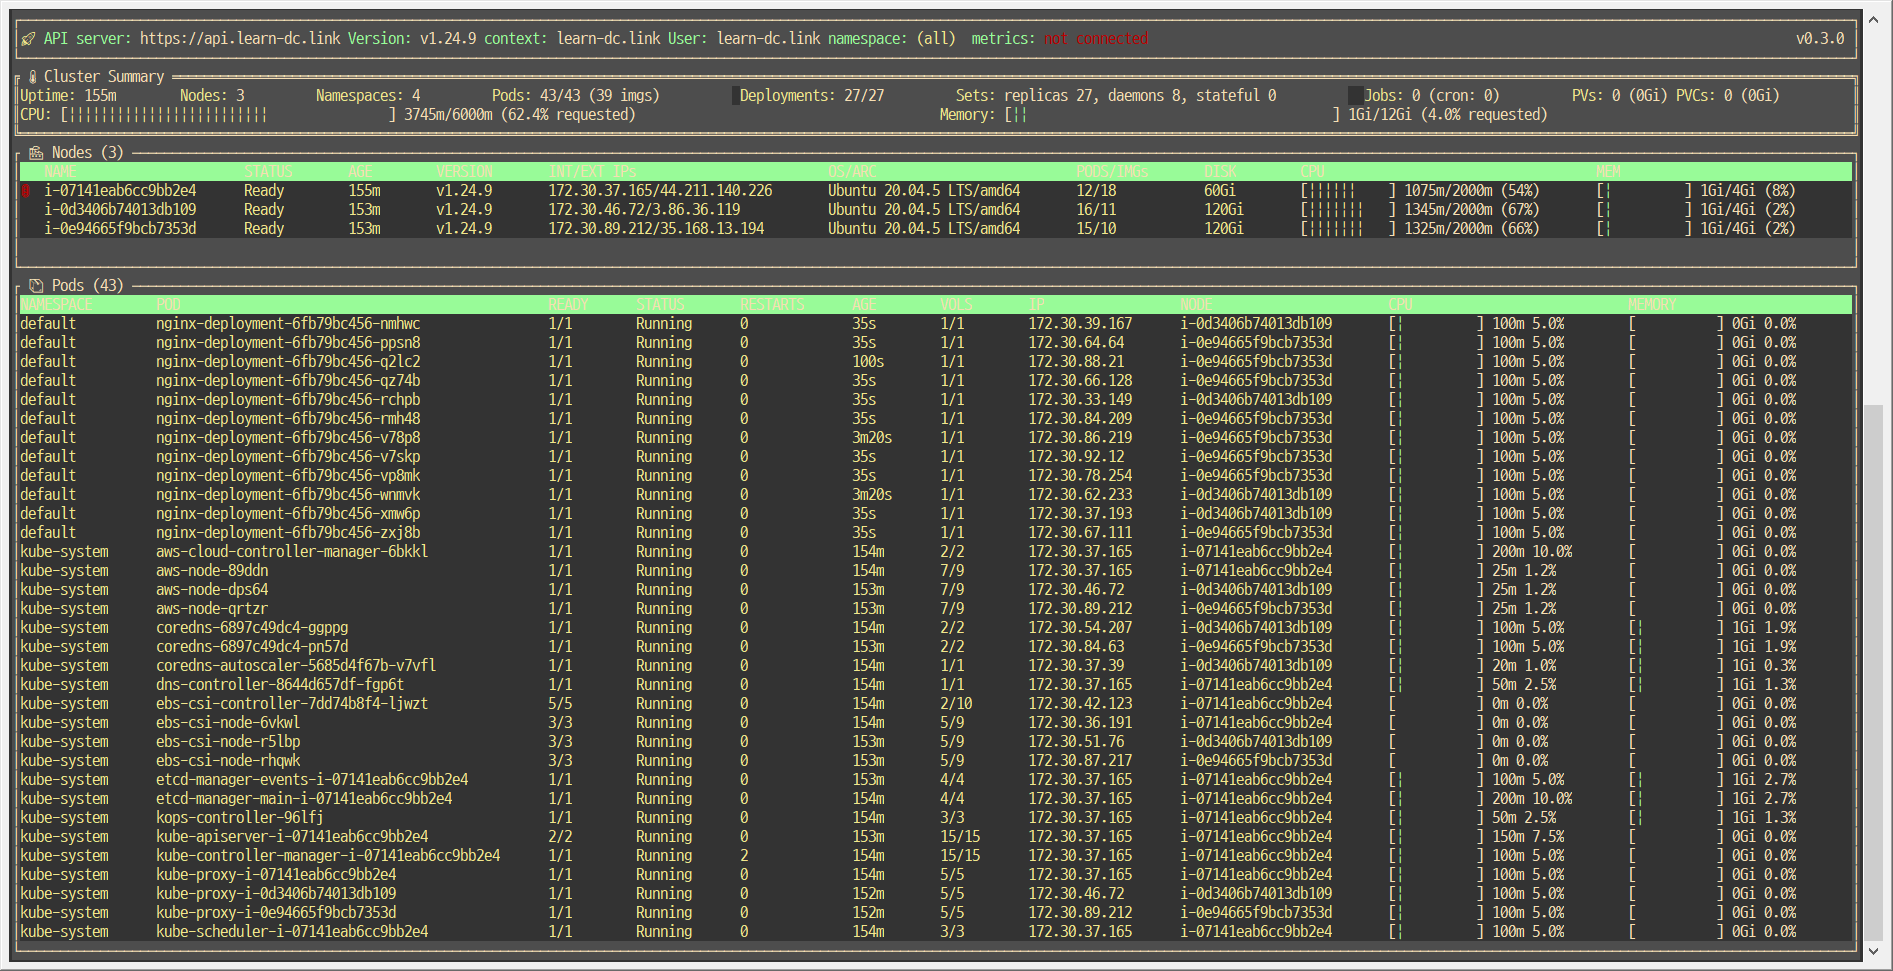 API server: https://api.learn-dc.link Version: v1.24.9 context: learn-dc.link User: learn-dc.link namespace: (all) metrics: not connected v0.3.0
Cluster Summary
Uptime: 155m Nodes: 3 Namespaces: 4 Pods: 43/43 (39 imgs) Deployments: 27/27 Sets: replicas 27, daemons 8, stateful 0 Jobs: 0 (cron: 0) PVs: 0 (0Gi) PVCs: 0 (0Gi)
CPU: [¦¦¦¦¦¦¦¦¦¦¦¦¦¦¦¦¦¦¦¦¦¦¦¦¦ ] 3745m/6000m (62.4% requested) Memory: [¦¦ ] 1Gi/12Gi (4.0% requested)
Nodes (3)
NAME STATUS AGE VERSION INT/EXT IPs OS/ARC PODS/IMGs DISK CPU MEM
i-07141eab6cc9bb2e4 Ready 155m v1.24.9 172.30.37.165/44.211.140.226 Ubuntu 20.04.5 LTS/amd64 12/18 60Gi [¦¦¦¦¦¦ ] 1075m/2000m (54%) [¦ ] 1Gi/4Gi (8%)
i-0d3406b74013db109 Ready 153m v1.24.9 172.30.46.72/3.86.36.119 Ubuntu 20.04.5 LTS/amd64 16/11 120Gi [¦¦¦¦¦¦¦ ] 1345m/2000m (67%) [¦ ] 1Gi/4Gi (2%)
i-0e94665f9bcb7353d Ready 153m v1.24.9 172.30.89.212/35.168.13.194 Ubuntu 20.04.5 LTS/amd64 15/10 120Gi [¦¦¦¦¦¦¦ ] 1325m/2000m (66%) [¦ ] 1Gi/4Gi (2%)
Pods (43)
NAMESPACE POD READY STATUS RESTARTS AGE VOLS IP NODE CPU MEMORY
default nginx-deployment-6fb79bc456-nmhwc 1/1 Running 0 35s 1/1 172.30.39.167 i-0d3406b74013db109 [¦ ] 100m 5.0% [ ] 0Gi 0.0%
default nginx-deployment-6fb79bc456-ppsn8 1/1 Running 0 35s 1/1 172.30.64.64 i-0e94665f9bcb7353d [¦ ] 100m 5.0% [ ] 0Gi 0.0%
default nginx-deployment-6fb79bc456-q2lc2 1/1 Running 0 100s 1/1 172.30.88.21 i-0e94665f9bcb7353d [¦ ] 100m 5.0% [ ] 0Gi 0.0%
default nginx-deployment-6fb79bc456-qz74b 1/1 Running 0 35s 1/1 172.30.66.128 i-0e94665f9bcb7353d [¦ ] 100m 5.0% [ ] 0Gi 0.0%
default nginx-deployment-6fb79bc456-rchpb 1/1 Running 0 35s 1/1 172.30.33.149 i-0d3406b74013db109 [¦ ] 100m 5.0% [ ] 0Gi 0.0%
default nginx-deployment-6fb79bc456-rmh48 1/1 Running 0 35s 1/1 172.30.84.209 i-0e94665f9bcb7353d [¦ ] 100m 5.0% [ ] 0Gi 0.0%
default nginx-deployment-6fb79bc456-v78p8 1/1 Running 0 3m20s 1/1 172.30.86.219 i-0e94665f9bcb7353d [¦ ] 100m 5.0% [ ] 0Gi 0.0%
default nginx-deployment-6fb79bc456-v7skp 1/1 Running 0 35s 1/1 172.30.92.12 i-0e94665f9bcb7353d [¦ ] 100m 5.0% [ ] 0Gi 0.0%
default nginx-deployment-6fb79bc456-vp8mk 1/1 Running 0 35s 1/1 172.30.78.254 i-0e94665f9bcb7353d [¦ ] 100m 5.0% [ ] 0Gi 0.0%
default nginx-deployment-6fb79bc456-wnmvk 1/1 Running 0 3m20s 1/1 172.30.62.233 i-0d3406b74013db109 [¦ ] 100m 5.0% [ ] 0Gi 0.0%
default nginx-deployment-6fb79bc456-xmw6p 1/1 Running 0 35s 1/1 172.30.37.193 i-0d3406b74013db109 [¦ ] 100m 5.0% [ ] 0Gi 0.0%
default nginx-deployment-6fb79bc456-zxj8b 1/1 Running 0 35s 1/1 172.30.67.111 i-0e94665f9bcb7353d [¦ ] 100m 5.0% [ ] 0Gi 0.0%
kube-system aws-cloud-controller-manager-6bkkl 1/1 Running 0 154m 2/2 172.30.37.165 i-07141eab6cc9bb2e4 [¦ ] 200m 10.0% [ ] 0Gi 0.0%
kube-system aws-node-89ddn 1/1 Running 0 154m 7/9 172.30.37.165 i-07141eab6cc9bb2e4 [¦ ] 25m 1.2% [ ] 0Gi 0.0%
kube-system aws-node-dps64 1/1 Running 0 153m 7/9 172.30.46.72 i-0d3406b74013db109 [¦ ] 25m 1.2% [ ] 0Gi 0.0%
kube-system aws-node-qrtzr 1/1 Running 0 153m 7/9 172.30.89.212 i-0e94665f9bcb7353d [¦ ] 25m 1.2% [ ] 0Gi 0.0%
kube-system coredns-6897c49dc4-ggppg 1/1 Running 0 154m 2/2 172.30.54.207 i-0d3406b74013db109 [¦ ] 100m 5.0% [¦ ] 1Gi 1.9%
kube-system coredns-6897c49dc4-pn57d 1/1 Running 0 153m 2/2 172.30.84.63 i-0e94665f9bcb7353d [¦ ] 100m 5.0% [¦ ] 1Gi 1.9%
kube-system coredns-autoscaler-5685d4f67b-v7vfl 1/1 Running 0 154m 1/1 172.30.37.39 i-0d3406b74013db109 [¦ ] 20m 1.0% [¦ ] 1Gi 0.3%
kube-system dns-controller-8644d657df-fgp6t 1/1 Running 0 154m 1/1 172.30.37.165 i-07141eab6cc9bb2e4 [¦ ] 50m 2.5% [¦ ] 1Gi 1.3%
kube-system ebs-csi-controller-7dd74b8f4-ljwzt 5/5 Running 0 154m 2/10 172.30.42.123 i-07141eab6cc9bb2e4 [ ] 0m 0.0% [ ] 0Gi 0.0%
kube-system ebs-csi-node-6vkwl 3/3 Running 0 154m 5/9 172.30.36.191 i-07141eab6cc9bb2e4 [ ] 0m 0.0% [ ] 0Gi 0.0%
kube-system ebs-csi-node-r5lbp 3/3 Running 0 153m 5/9 172.30.51.76 i-0d3406b74013db109 [ ] 0m 0.0% [ ] 0Gi 0.0%
kube-system ebs-csi-node-rhqwk 3/3 Running 0 153m 5/9 172.30.87.217 i-0e94665f9bcb7353d [ ] 0m 0.0% [ ] 0Gi 0.0%
kube-system etcd-manager-events-i-07141eab6cc9bb2e4 1/1 Running 0 153m 4/4 172.30.37.165 i-07141eab6cc9bb2e4 [¦ ] 100m 5.0% [¦ ] 1Gi 2.7%
kube-system etcd-manager-main-i-07141eab6cc9bb2e4 1/1 Running 0 154m 4/4 172.30.37.165 i-07141eab6cc9bb2e4 [¦ ] 200m 10.0% [¦ ] 1Gi 2.7%
kube-system kops-controller-96lfj 1/1 Running 0 154m 3/3 172.30.37.165 i-07141eab6cc9bb2e4 [¦ ] 50m 2.5% [¦ ] 1Gi 1.3%
kube-system kube-apiserver-i-07141eab6cc9bb2e4 2/2 Running 0 153m 15/15 172.30.37.165 i-07141eab6cc9bb2e4 [¦ ] 150m 7.5% [ ] 0Gi 0.0%
kube-system kube-controller-manager-i-07141eab6cc9bb2e4 1/1 Running 2 154m 15/15 172.30.37.165 i-07141eab6cc9bb2e4 [¦ ] 100m 5.0% [ ] 0Gi 0.0%
kube-system kube-proxy-i-07141eab6cc9bb2e4 1/1 Running 0 154m 5/5 172.30.37.165 i-07141eab6cc9bb2e4 [¦ ] 100m 5.0% [ ] 0Gi 0.0%
kube-system kube-proxy-i-0d3406b74013db109 1/1 Running 0 152m 5/5 172.30.46.72 i-0d3406b74013db109 [¦ ] 100m 5.0% [ ] 0Gi 0.0%
kube-system kube-proxy-i-0e94665f9bcb7353d 1/1 Running 0 152m 5/5 172.30.89.212 i-0e94665f9bcb7353d [¦ ] 100m 5.0% [ ] 0Gi 0.0%
kube-system kube-scheduler-i-07141eab6cc9bb2e4 1/1 Running 0 154m 3/3 172.30.37.165 i-07141eab6cc9bb2e4 [¦ ] 100m 5.0% [ ] 0Gi 0.0%